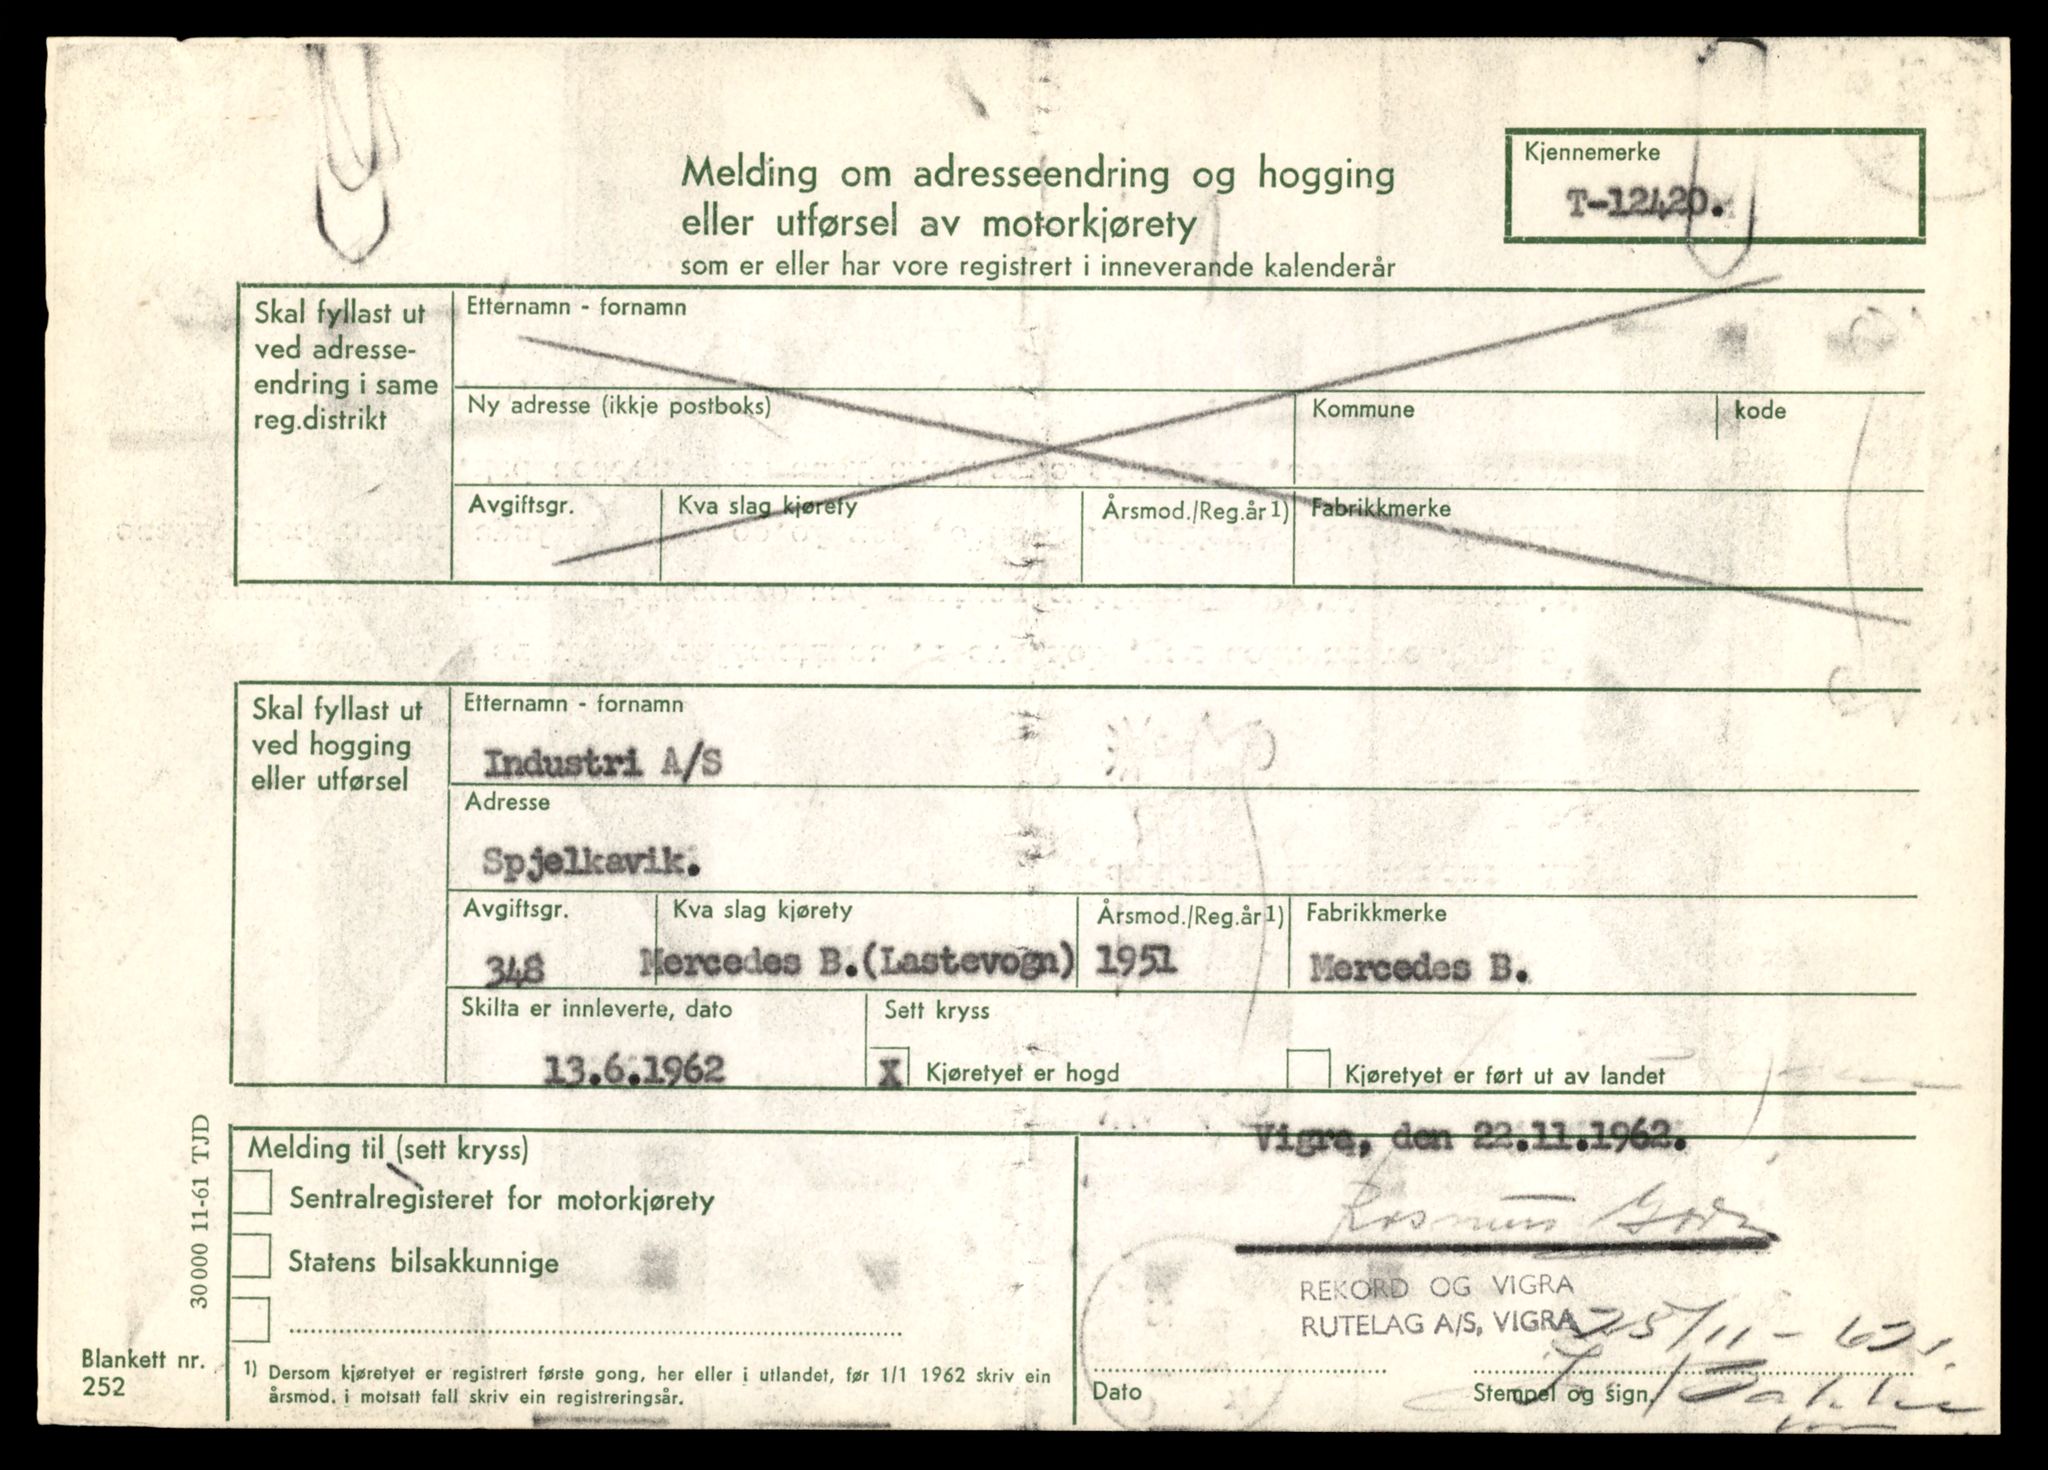 Melding om adresseendring og hogging
eller utførsel av motorkjørety
som er eller har vore registrert i inneverande kalenderår
Kjennemerke
T-12420.
Skal fyllast ut
ved adresse-
endring i same
reg.distrikt
Etternamn - fornamn
Ny adresse (ikkje postboks)
Kommune
kode
Avgiftsgr.
Kva slag kjørety
Årsmod./Reg.år 1)
Fabrikkmerke
Skal fyllast ut
ved hogging
eller utførsel
Etternamn - fornamn
Industri A/S
Adresse
Spjelkavik.
Avgiftsgr.
Kva slag kjørety
Årsmod./Reg.år 1)
Fabrikkmerke
348
Mercedes B.(Lastevogn)
1951
Mercedes B.
Skilta er innleverte, dato
Sett kryss
13.6.1962
X Kjøretyet er hogd
Kjøretyet er ført ut av landet
Melding til (sett kryss)
Sentralregisteret for motorkjørety
Statens bilsakkunnige
1) Dersom kjøretyet er registrert første gong, her eller i utlandet, før 1/1 1962 skriv ein
årsmod. i motsatt fall skriv ein registreringsår.
Vigra, den 22.11.1962.
Rasmus
REKORD OG VIGRA
RUTELAG A/S, VIGRA
25/11-62.
Dato
Stempel og sign.
30 000 11-61 TJD
Blankett nr.
252